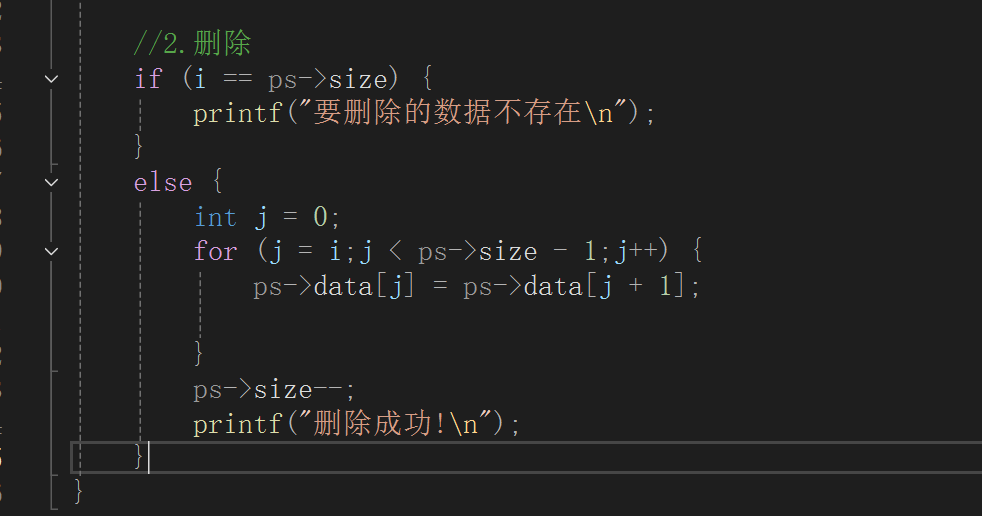 //2.删除
if (i == ps->size) {
printf("要删除的数据不存在\n");
}
else {
int j = 0;
for (j = i;j < ps->size - 1;j++) {
ps->data[j] = ps->data[j + 1];
}
ps->size--;
printf("删除成功!\n");
}
}